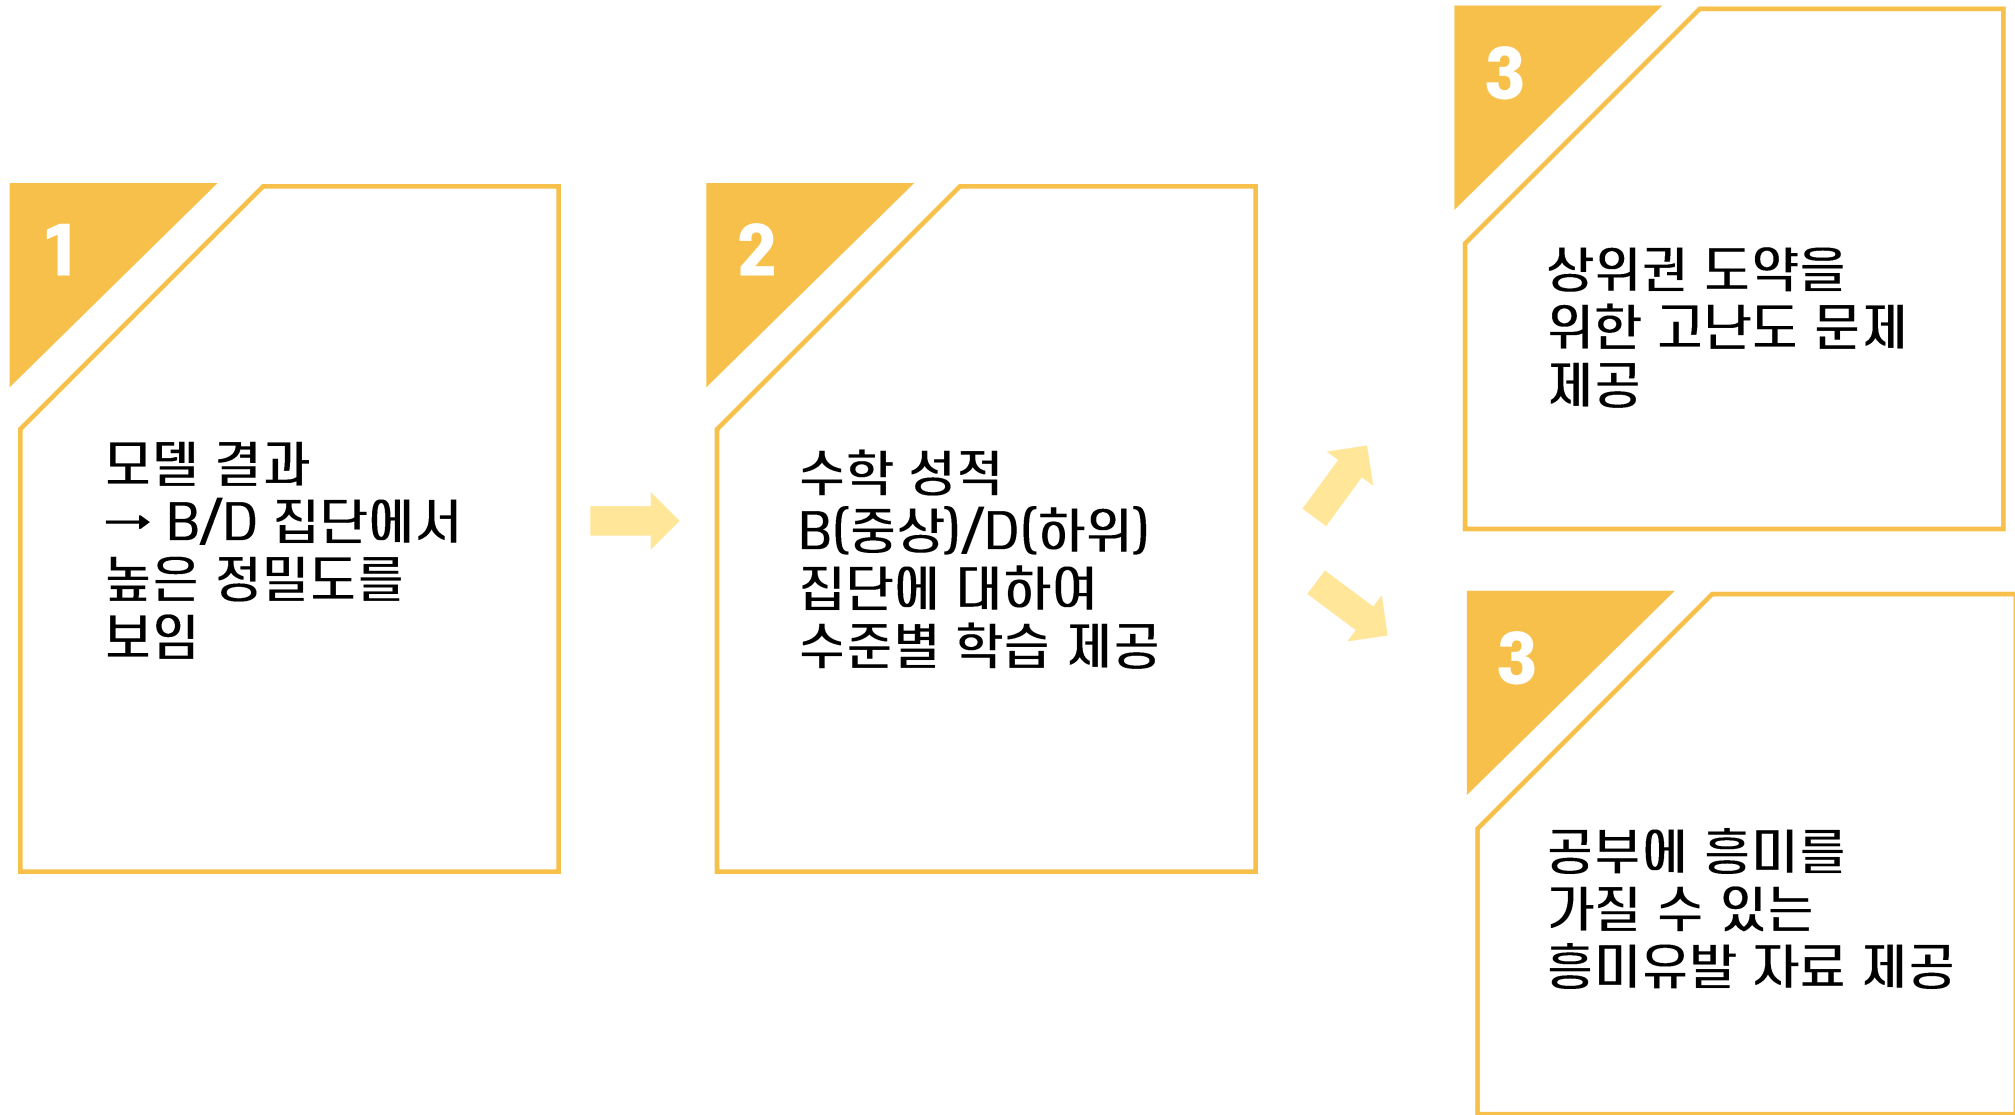 1
모델 결과
→ B/D 집단에서
높은 정밀도를
보임
2
수학 성적
B(중상)/D(하위)
집단에 대하여
수준별 학습 제공
3
상위권 도약을
위한 고난도 문제
제공
3
공부에 흥미를
가질 수 있는
흥미유발 자료 제공